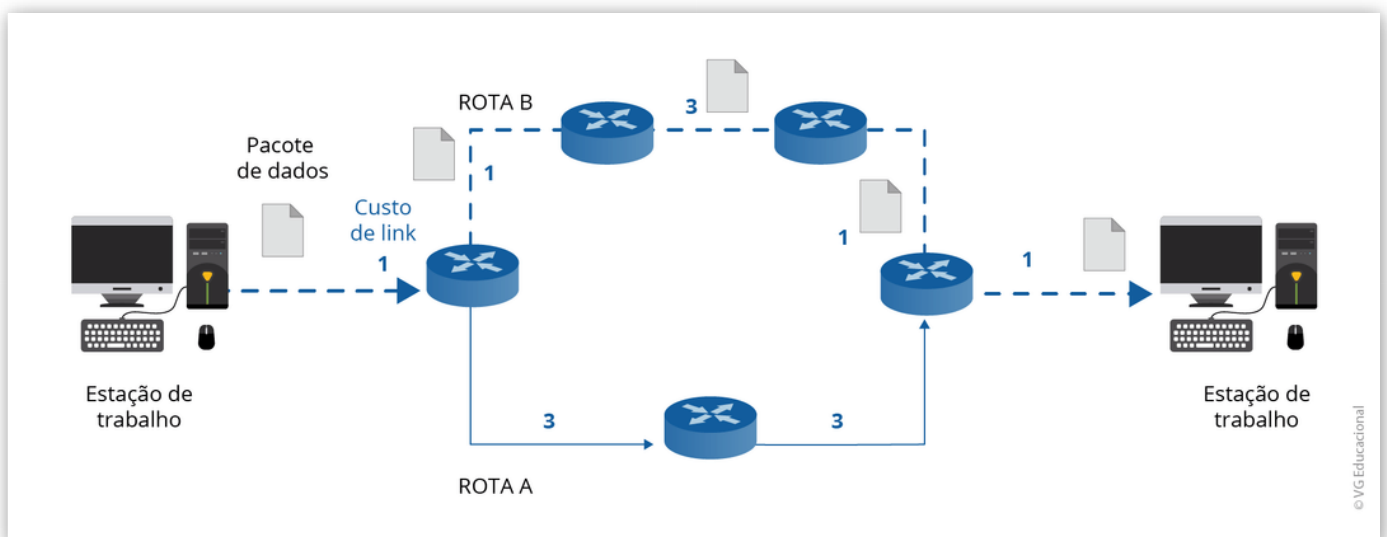 ROTA B
3
Pacote
de dados
1
Custo
de link
1
1
1
Estação de
trabalho
3
3
Estação de
trabalho
ROTA A
© VG Educacional